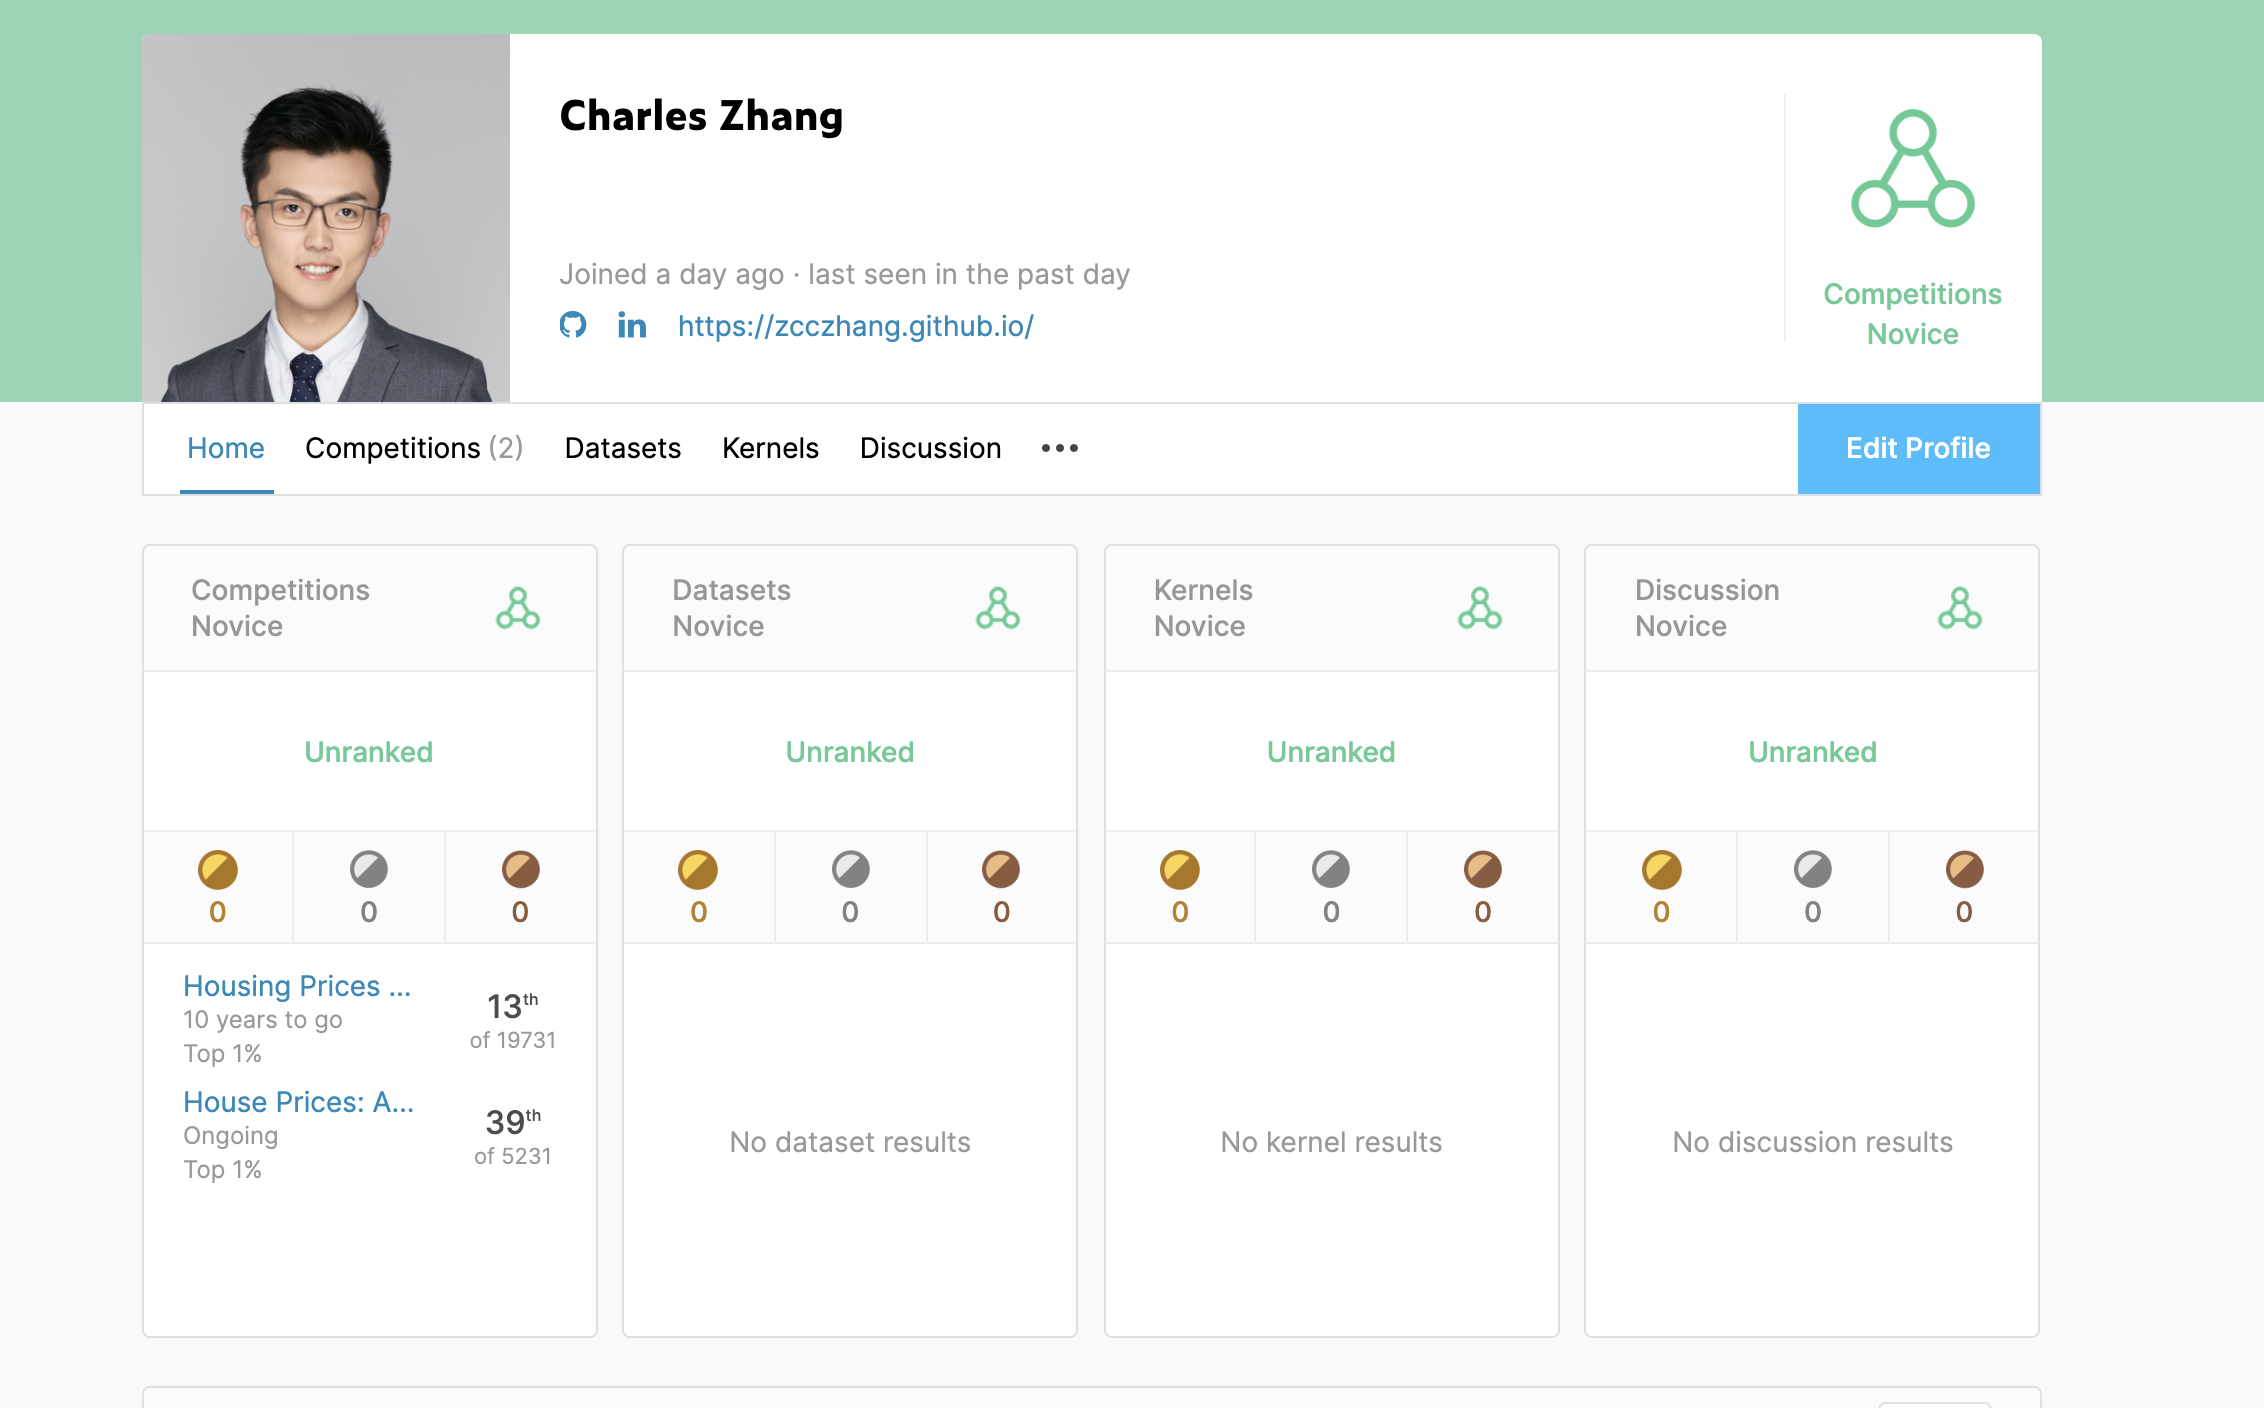 Charles Zhang
Joined a day ago · last seen in the past day
in https://zcczhang.github.io/
Competitions
Novice
Home Competitions (2) Datasets Kernels Discussion •••
Edit Profile
Competitions
Novice
Unranked
0 0 0
Housing Prices ...
10 years to go
Top 1%
13th
of 19731
House Prices: A...
Ongoing
Top 1%
39th
of 5231
Datasets
Novice
Unranked
0 0 0
No dataset results
Kernels
Novice
Unranked
0 0 0
No kernel results
Discussion
Novice
Unranked
0 0 0
No discussion results